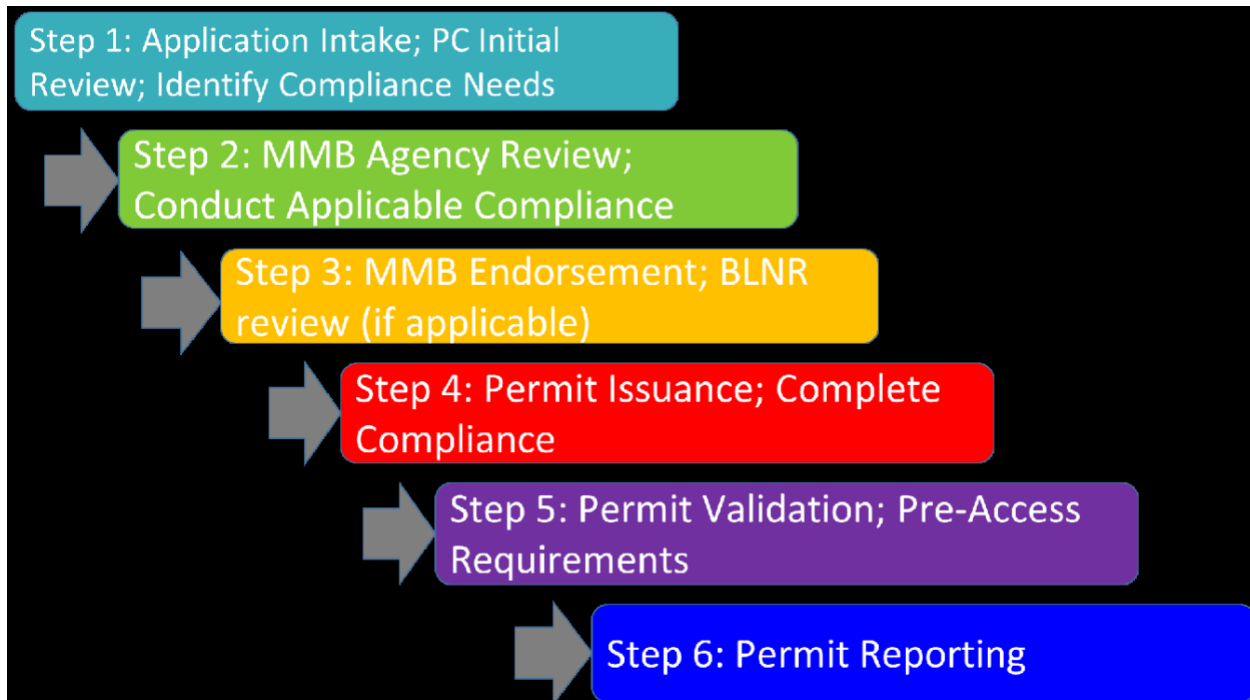 Step 1: Application Intake; PC Initial
Review; Identify Compliance Needs
Step 2: MMB Agency Review;
Conduct Applicable Compliance
Step 3: MMB Endorsement; BLNR
review (if applicable)
Step 4: Permit Issuance; Complete
Compliance
Step 5: Permit Validation; Pre-Access
Requirements
Step 6: Permit Reporting